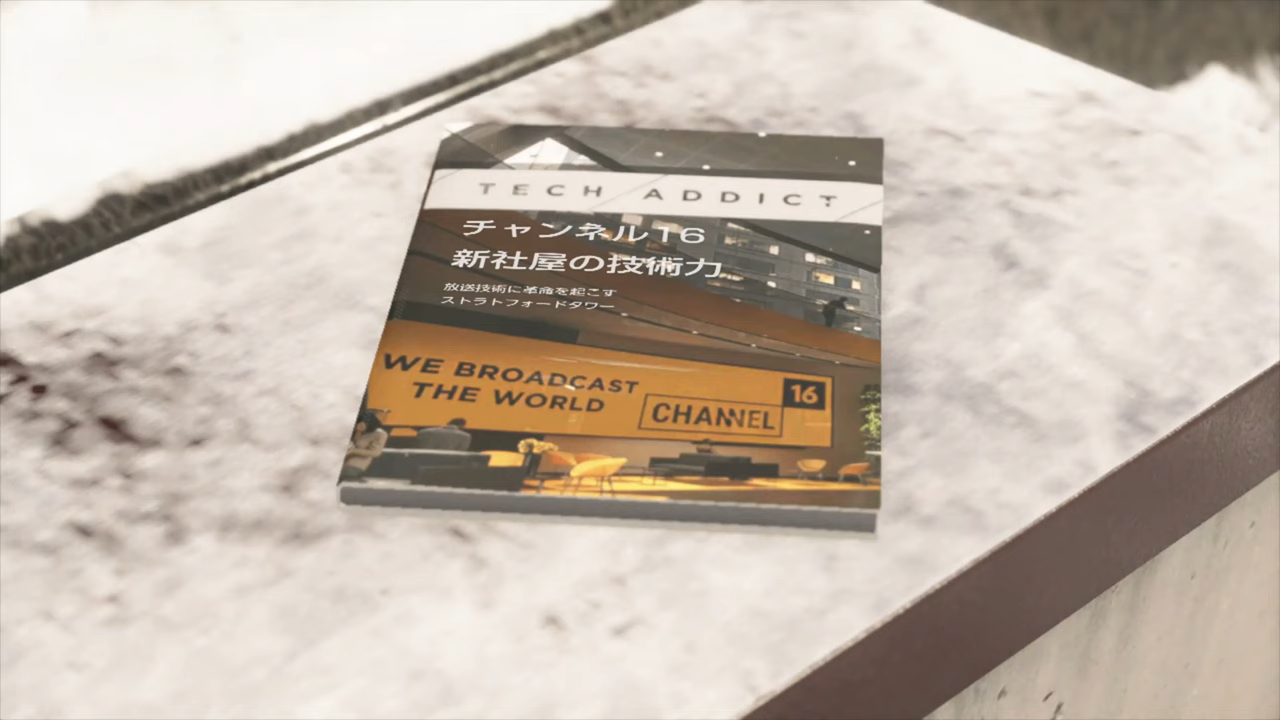 TECH ADDICT
チャンネル16
新社屋の技術力
放送技術に革命を起こす
ストラトフォードタワー
WE BROADCAST
THE WORLD
CHANNEL
16